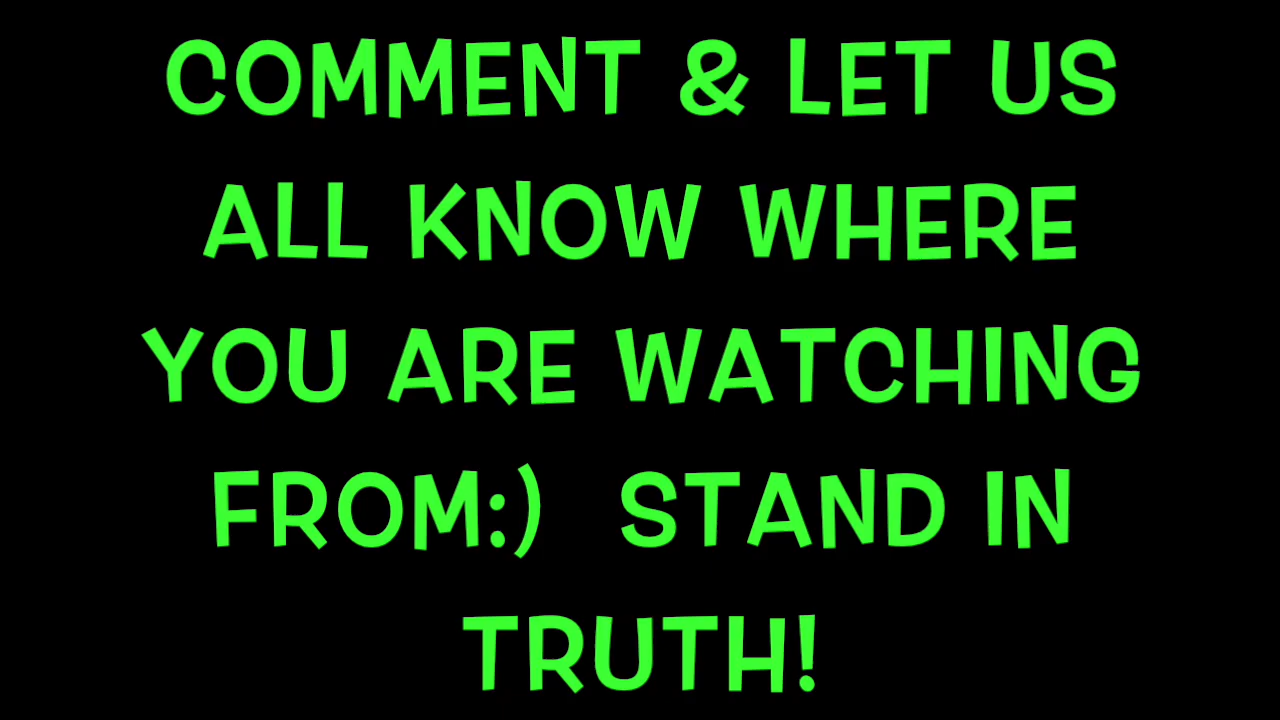 COMMENT & LET US
ALL KNOW WHERE
YOU ARE WATCHING
FROM:)  STAND IN
TRUTH!